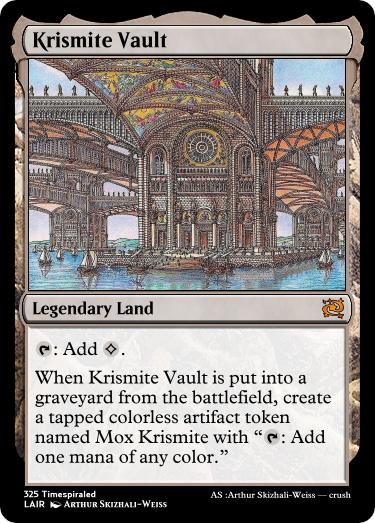 Krismite Vault
Legendary Land
: Add .
When Krismite Vault is put into a
graveyard from the battlefield, create
a tapped colorless artifact token
named Mox Krismite with “: Add
one mana of any color.”
325 Timespiraled
LAIR Arthur Skizhali-Weiss
AS :Arthur Skizhali-Weiss — crush